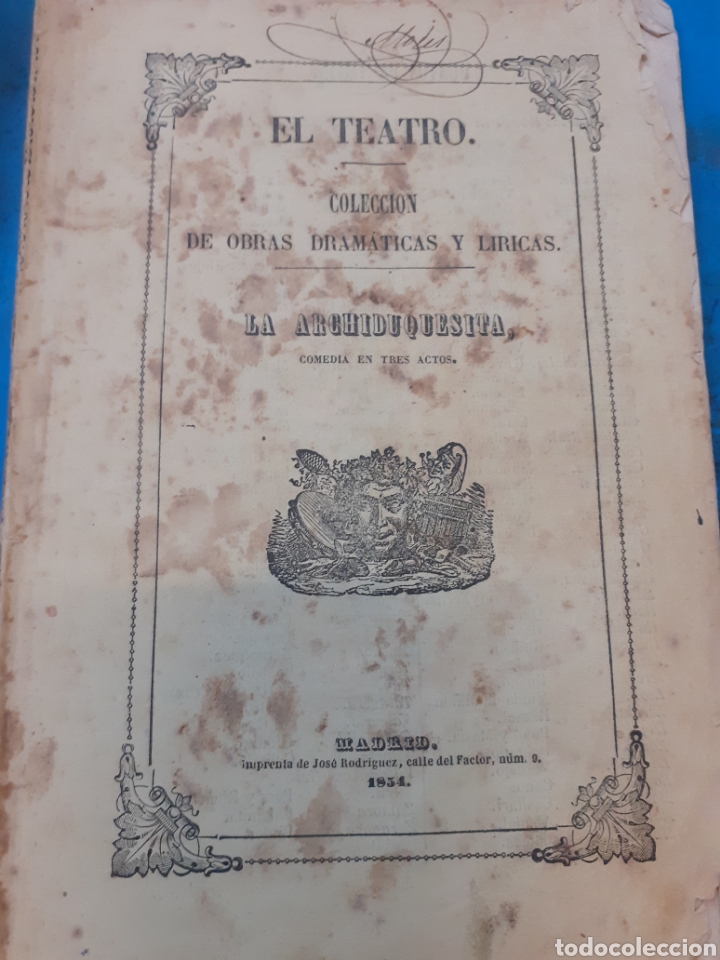 EL TEATRO.
COLECCION
DE OBRAS DRAMÁTICAS Y LIRICAS.
LA ARCHIDUQUESITA,
COMEDIA EN TRES ACTOS.
MADRID.
imprenta de José Rodriguez, calle del Factor, núm. 9.
1854.
todocoleccion